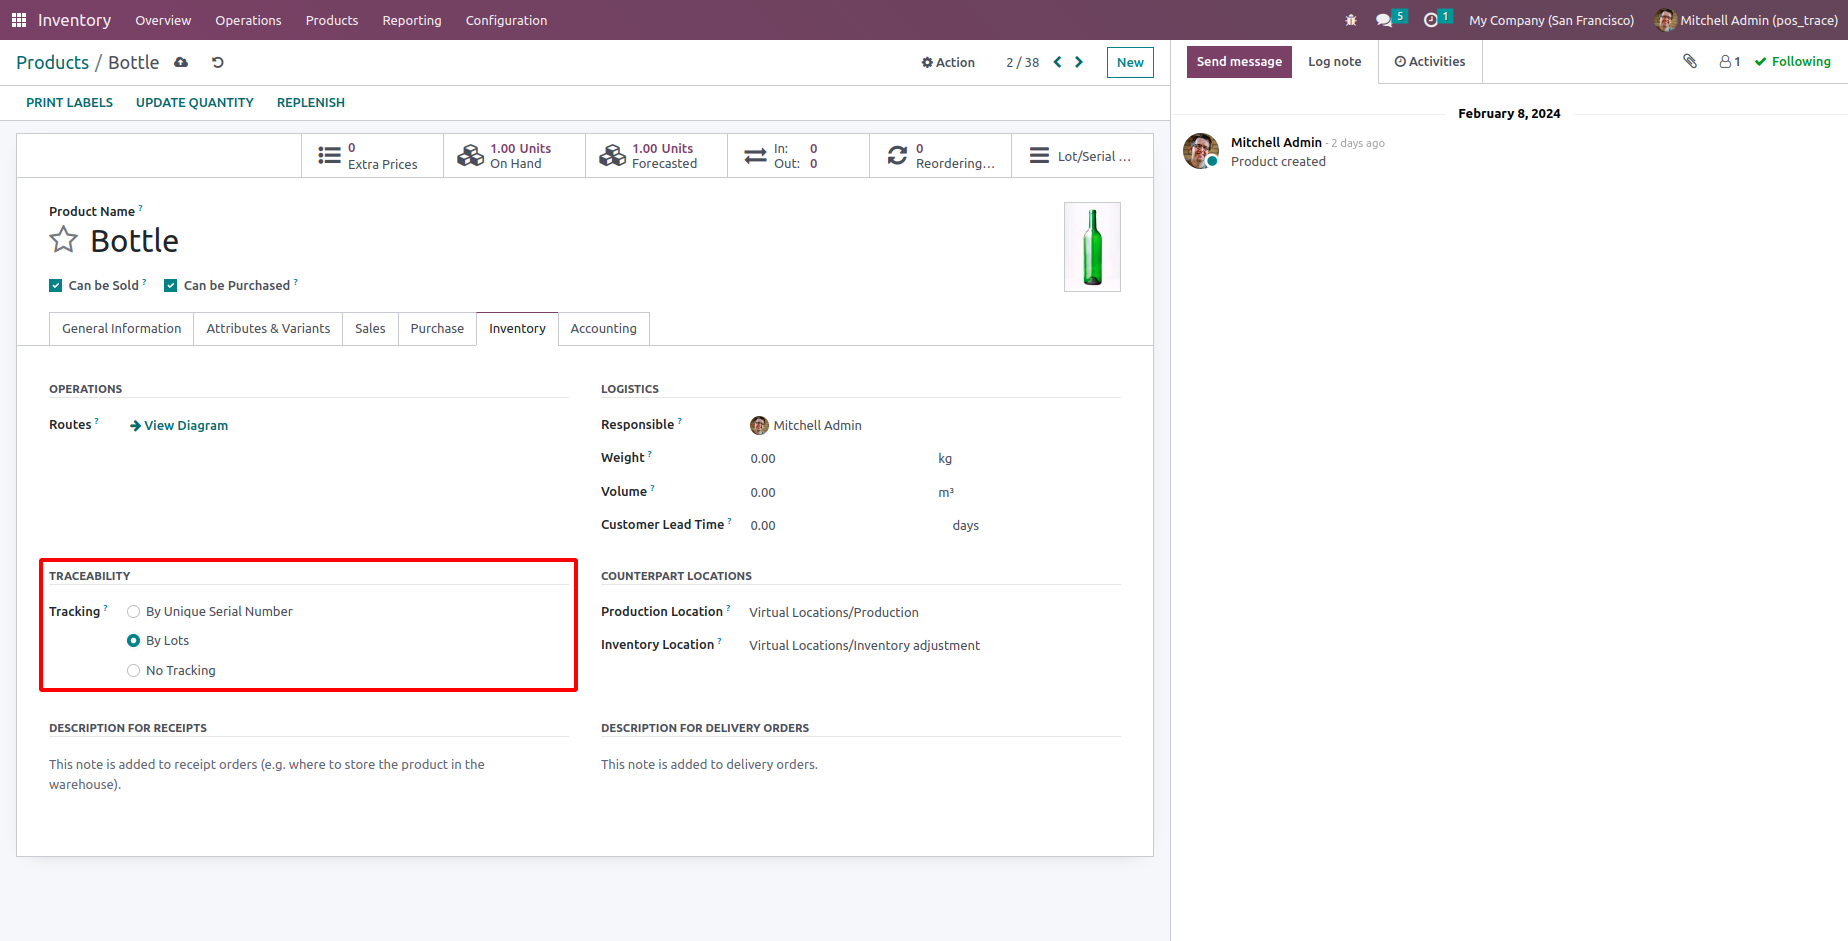 Inventory Overview Operations Products Reporting Configuration 5 1 My Company (San Francisco) Mitchell Admin (pos_trace)
Products / Bottle Action 2 / 38 New
Send message Log note Activities 1 Following
PRINT LABELS UPDATE QUANTITY REPLENISH
February 8, 2024
Mitchell Admin - 2 days ago
Product created
0
Extra Prices
1.00 Units
On Hand
1.00 Units
Forecasted
In: 0
Out: 0
0
Reordering...
Lot/Serial ...
Product Name ?
Bottle
Can be Sold ? Can be Purchased ?
General Information Attributes & Variants Sales Purchase Inventory Accounting
OPERATIONS
Routes ? View Diagram
LOGISTICS
Responsible ? Mitchell Admin
Weight ? 0.00 kg
Volume ? 0.00 m³
Customer Lead Time ? 0.00 days
TRACEABILITY
Tracking ? By Unique Serial Number
By Lots
No Tracking
COUNTERPART LOCATIONS
Production Location ? Virtual Locations/Production
Inventory Location ? Virtual Locations/Inventory adjustment
DESCRIPTION FOR RECEIPTS
This note is added to receipt orders (e.g. where to store the product in the
warehouse).
DESCRIPTION FOR DELIVERY ORDERS
This note is added to delivery orders.